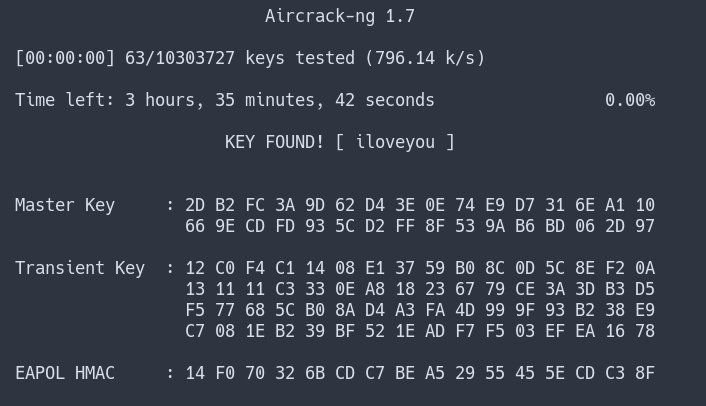 Aircrack-ng 1.7
[00:00:00] 63/10303727 keys tested (796.14 k/s)
Time left: 3 hours, 35 minutes, 42 seconds 0.00%
KEY FOUND! [ iloveyou ]
Master Key : 2D B2 FC 3A 9D 62 D4 3E 0E 74 E9 D7 31 6E A1 10
66 9E CD FD 93 5C D2 FF 8F 53 9A B6 BD 06 2D 97
Transient Key : 12 C0 F4 C1 14 08 E1 37 59 B0 8C 0D 5C 8E F2 0A
13 11 11 C3 33 0E A8 18 23 67 79 CE 3A 3D B3 D5
F5 77 68 5C B0 8A D4 A3 FA 4D 99 9F 93 B2 38 E9
C7 08 1E B2 39 BF 52 1E AD F7 F5 03 EF EA 16 78
EAPOL HMAC : 14 F0 70 32 6B CD C7 BE A5 29 55 45 5E CD C3 8F